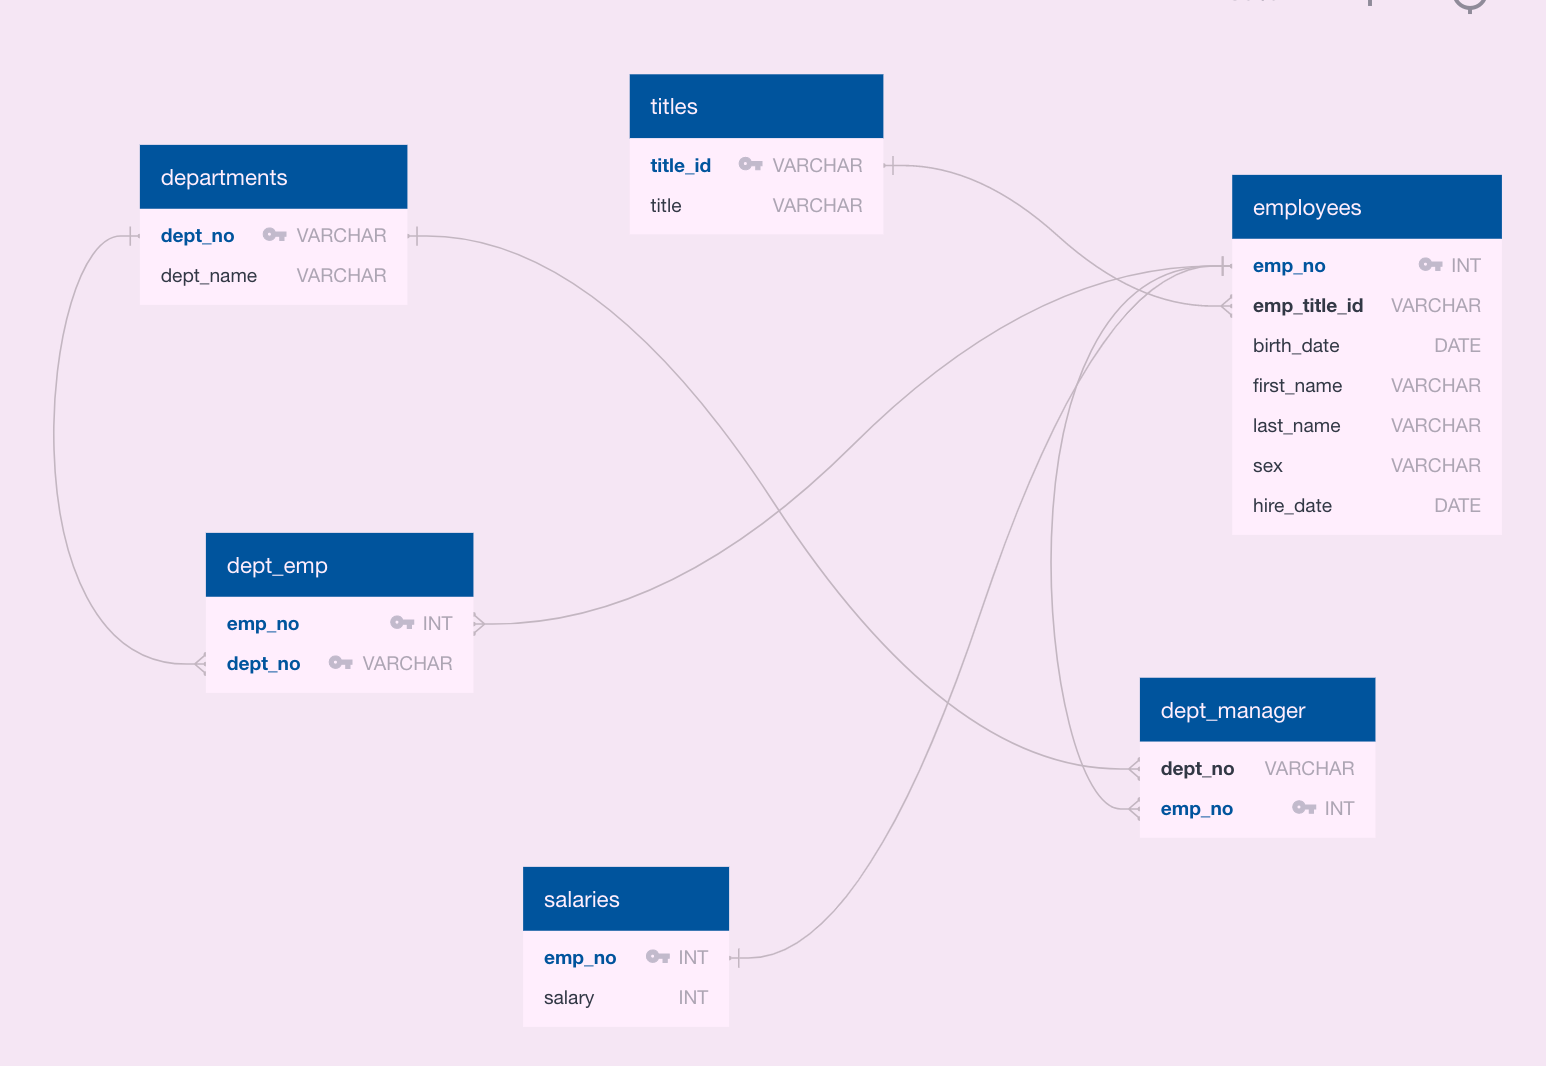 titles
title_id VARCHAR
title VARCHAR
departments
dept_no VARCHAR
dept_name VARCHAR
employees
emp_no INT
emp_title_id VARCHAR
birth_date DATE
first_name VARCHAR
last_name VARCHAR
sex VARCHAR
hire_date DATE
dept_emp
emp_no INT
dept_no VARCHAR
dept_manager
dept_no VARCHAR
emp_no INT
salaries
emp_no INT
salary INT